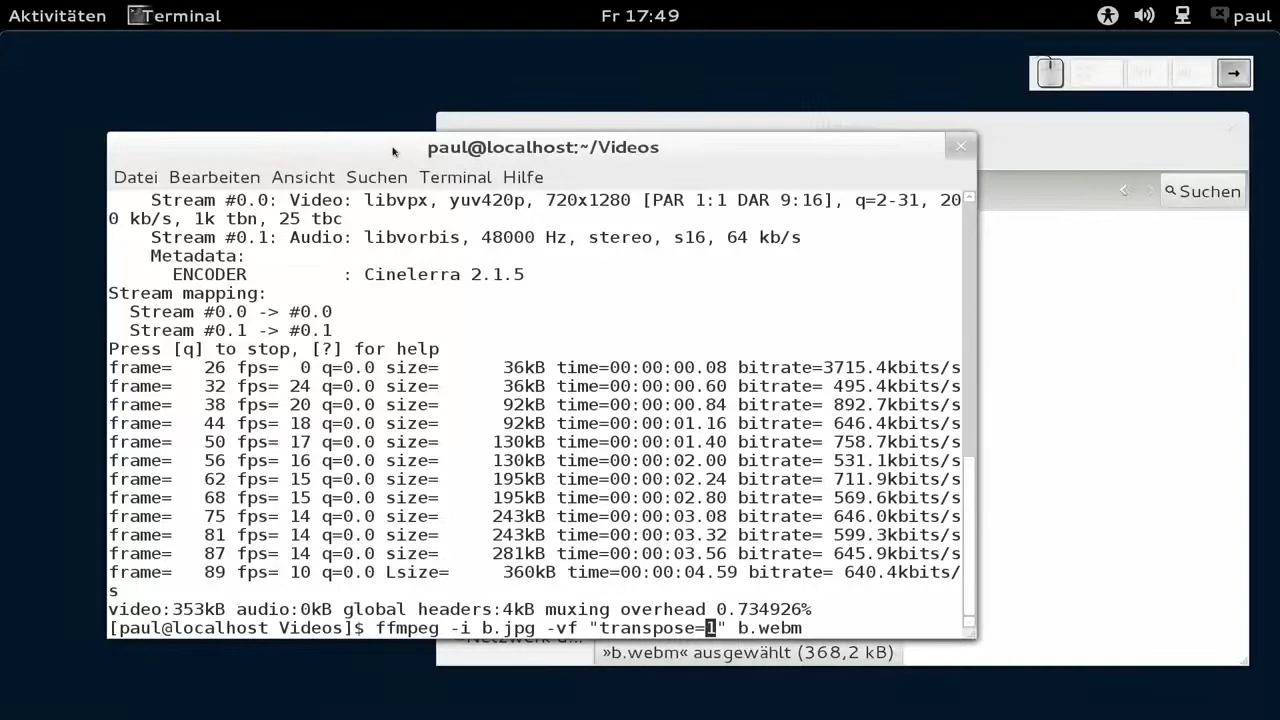 Aktivitäten Terminal Fr 17:49 paul
paul@localhost:~/Videos
Datei Bearbeiten Ansicht Suchen Terminal Hilfe
Suchen
    Stream #0.0: Video: libvpx, yuv420p, 720x1280 [PAR 1:1 DAR 9:16], q=2-31, 20
0 kb/s, 1k tbn, 25 tbc
    Stream #0.1: Audio: libvorbis, 48000 Hz, stereo, s16, 64 kb/s
    Metadata:
      ENCODER         : Cinelerra 2.1.5
Stream mapping:
  Stream #0.0 -> #0.0
  Stream #0.1 -> #0.1
Press [q] to stop, [?] for help
frame=   26 fps=  0 q=0.0 size=      36kB time=00:00:00.08 bitrate=3715.4kbits/s
frame=   32 fps= 24 q=0.0 size=      36kB time=00:00:00.60 bitrate= 495.4kbits/s
frame=   38 fps= 20 q=0.0 size=      92kB time=00:00:00.84 bitrate= 892.7kbits/s
frame=   44 fps= 18 q=0.0 size=      92kB time=00:00:01.16 bitrate= 646.4kbits/s
frame=   50 fps= 17 q=0.0 size=     130kB time=00:00:01.40 bitrate= 758.7kbits/s
frame=   56 fps= 16 q=0.0 size=     130kB time=00:00:02.00 bitrate= 531.1kbits/s
frame=   62 fps= 15 q=0.0 size=     195kB time=00:00:02.24 bitrate= 711.9kbits/s
frame=   68 fps= 15 q=0.0 size=     195kB time=00:00:02.80 bitrate= 569.6kbits/s
frame=   75 fps= 14 q=0.0 size=     243kB time=00:00:03.08 bitrate= 646.0kbits/s
frame=   81 fps= 14 q=0.0 size=     243kB time=00:00:03.32 bitrate= 599.3kbits/s
frame=   87 fps= 14 q=0.0 size=     281kB time=00:00:03.56 bitrate= 645.9kbits/s
frame=   89 fps= 10 q=0.0 Lsize=     360kB time=00:00:04.59 bitrate= 640.4kbits/
s
video:353kB audio:0kB global headers:4kB muxing overhead 0.734926%
[paul@localhost Videos]$ ffmpeg -i b.jpg -vf "transpose=1" b.webm
»b.webm« ausgewählt (368,2 kB)